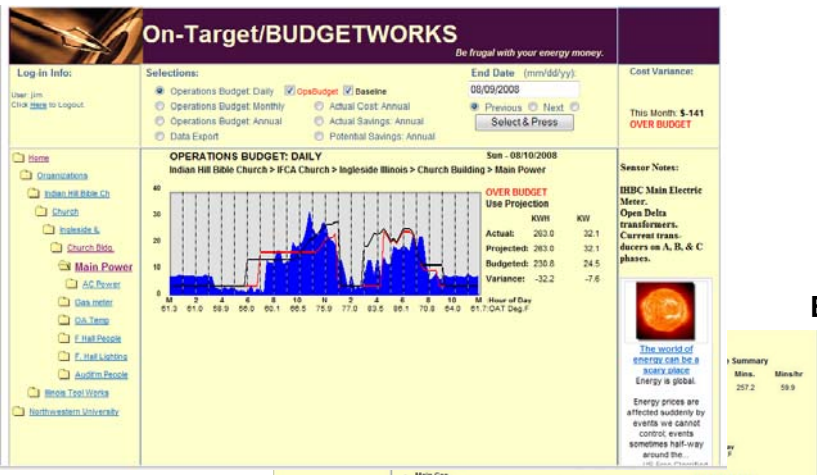 On-Target/BUDGETWORKS
Be frugal with your energy money.
Log-in Info:
User: jim
Click Here to Logout.
Selections:
Operations Budget: Daily OpsBudget Baseline
Operations Budget: Monthly Actual Cost: Annual
Operations Budget: Annual Actual Savings: Annual
Data Export Potential Savings: Annual
End Date (mm/dd/yy):
08/09/2008
Previous Next
Select & Press
Cost Variance:
This Month: $-141
OVER BUDGET
Home
Organizations
Indian Hill Bible Ch
Church
Ingleside IL
Church Bldg.
Main Power
AC Power
Gas meter
OA Temp
F Hall People
F. Hall Lighting
Audit'm People
Illinois Tool Works
Northwestern University
OPERATIONS BUDGET: DAILY Sun - 08/10/2008
Indian Hill Bible Church > IFCA Church > Ingleside Illinois > Church Building > Main Power
40
30
20
10
0
M 2 4 6 8 10 N 2 4 6 8 10 M :Hour of Day
61.3 61.0 58.9 56.0 60.1 66.5 75.9 77.0 83.5 86.1 70.8 64.0 61.7:OAT Deg.F
OVER BUDGET
Use Projection
KWH KW
Actual: 263.0 32.1
Projected: 263.0 32.1
Budgeted: 230.8 24.5
Variance: -32.2 -7.6
Sensor Notes:
IHBC Main Electric
Meter.
Open Delta
transformers.
Current trans-
ducers on A, B, & C
phases.
The world of
energy can be a
scary place
Energy is global.
Energy prices are
affected suddenly by
events we cannot
control; events
sometimes half-way
around the...
Summary
Mins. Mins/hr
257.2 59.9